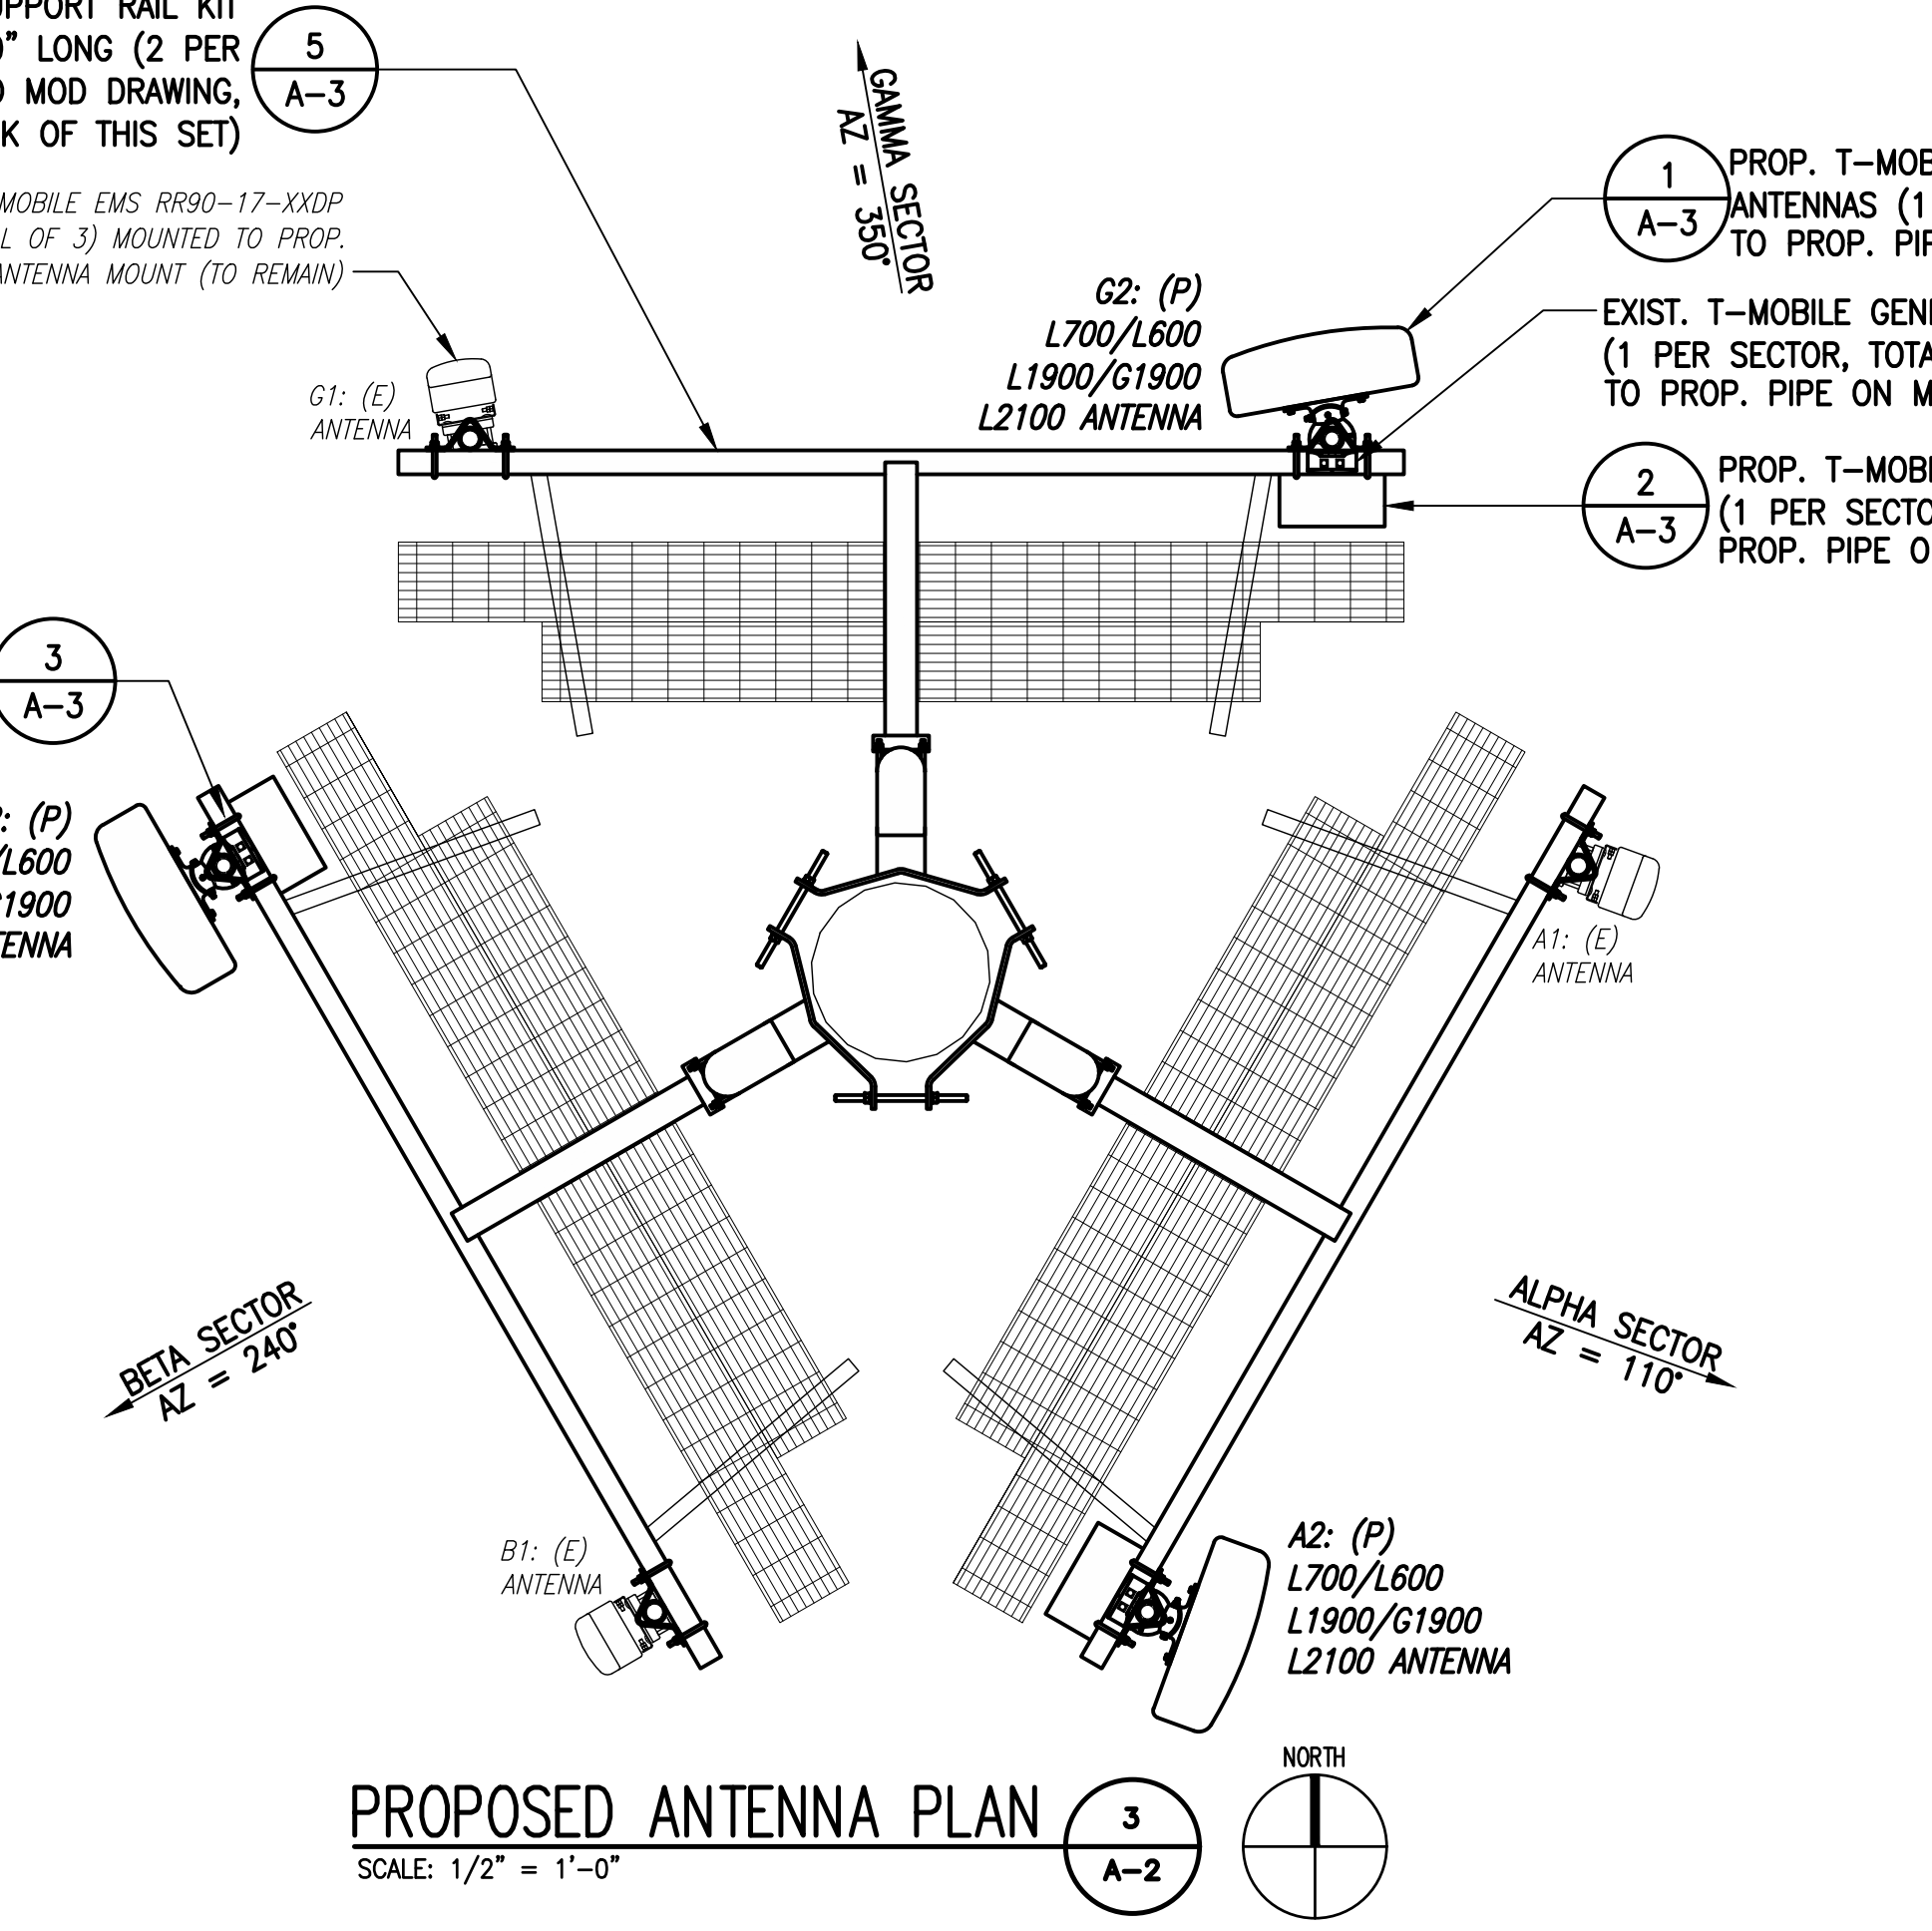 SUPPORT RAIL KIT
0" LONG (2 PER
MOD DRAWING,
OF THIS SET)
5
A-3
MOBILE EMS RR90-17-XXDP
OF 3) MOUNTED TO PROP.
ANTENNA MOUNT (TO REMAIN)
G1: (E)
ANTENNA
GAMMA SECTOR
AZ = 350°
G2: (P)
L700/L600
L1900/G1900
L2100 ANTENNA
1
A-3
PROP. T-MOB
ANTENNAS (1
TO PROP. PIP
EXIST. T-MOBILE GEN
(1 PER SECTOR, TOTA
TO PROP. PIPE ON M
2
A-3
PROP. T-MOB
(1 PER SECTO
PROP. PIPE O
3
A-3
: (P)
/L600
1900
TENNA
A1: (E)
ANTENNA
BETA SECTOR
AZ = 240°
ALPHA SECTOR
AZ = 110°
B1: (E)
ANTENNA
A2: (P)
L700/L600
L1900/G1900
L2100 ANTENNA
PROPOSED ANTENNA PLAN
SCALE: 1/2" = 1'-0"
3
A-2
NORTH